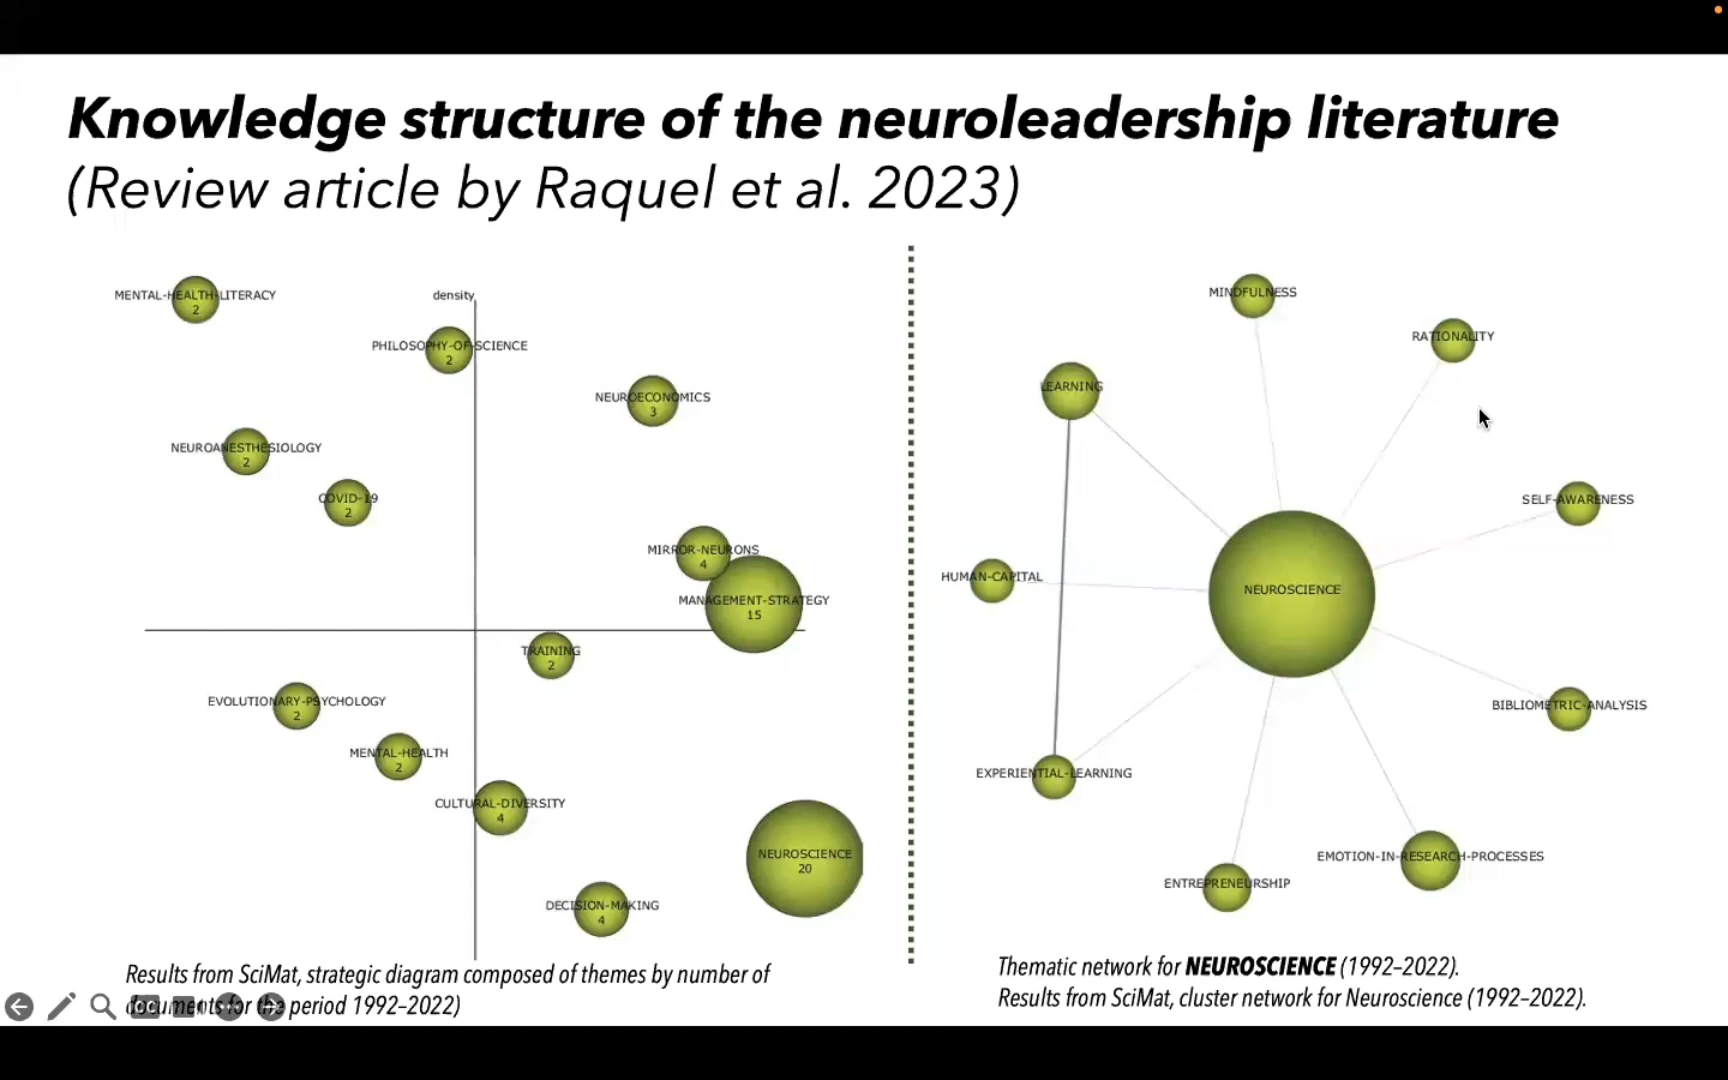 Knowledge structure of the neuroleadership literature
(Review article by Raquel et al. 2023)
MENTAL-HEALTH-LITERACY
2
density
PHILOSOPHY-OF-SCIENCE
2
NEUROECONOMICS
3
NEUROANESTHESIOLOGY
2
COVID-19
2
MIRROR-NEURONS
4
MANAGEMENT-STRATEGY
15
TRAINING
2
EVOLUTIONARY-PSYCHOLOGY
2
MENTAL-HEALTH
2
CULTURAL-DIVERSITY
4
NEUROSCIENCE
20
DECISION-MAKING
4
Results from SciMat, strategic diagram composed of themes by number of
documents for the period 1992–2022)
MINDFULNESS
RATIONALITY
LEARNING
SELF-AWARENESS
HUMAN-CAPITAL
NEUROSCIENCE
BIBLIOMETRIC-ANALYSIS
EXPERIENTIAL-LEARNING
EMOTION-IN-RESEARCH-PROCESSES
ENTREPRENEURSHIP
Thematic network for NEUROSCIENCE (1992–2022).
Results from SciMat, cluster network for Neuroscience (1992–2022).